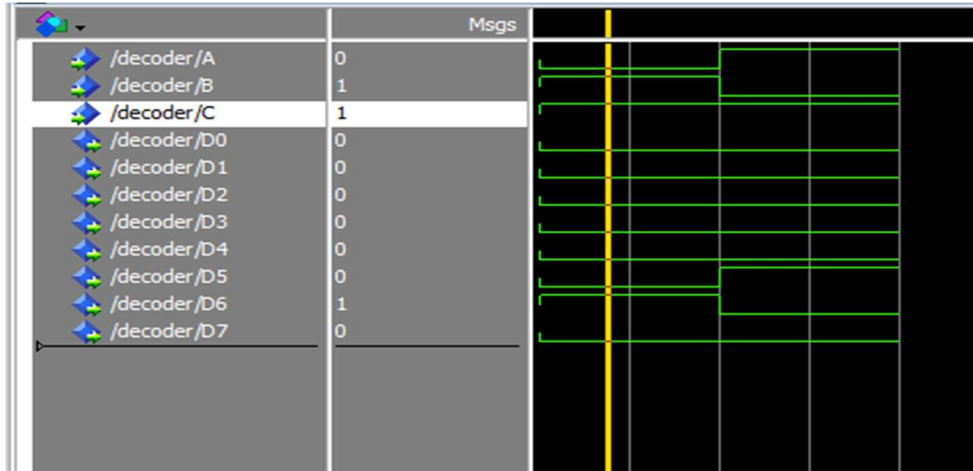 Msgs
/decoder/A 0
/decoder/B 1
/decoder/C 1
/decoder/D0 0
/decoder/D1 0
/decoder/D2 0
/decoder/D3 0
/decoder/D4 0
/decoder/D5 0
/decoder/D6 1
/decoder/D7 0